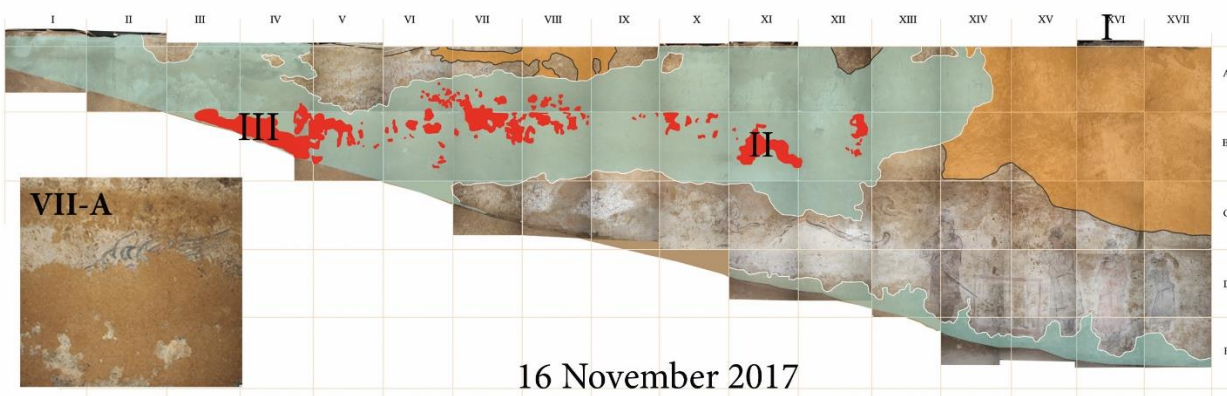 I II III IV V VI VII VIII IX X XI XII XIII XIV XV XVI XVII
I
A
III
II
B
VII-A
C
D
E
16 November 2017